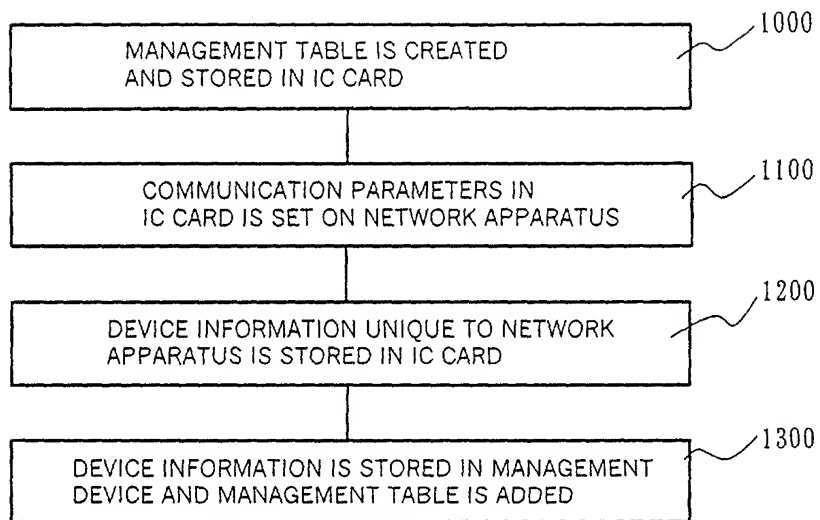 1000
MANAGEMENT TABLE IS CREATED
AND STORED IN IC CARD
1100
COMMUNICATION PARAMETERS IN
IC CARD IS SET ON NETWORK APPARATUS
1200
DEVICE INFORMATION UNIQUE TO NETWORK
APPARATUS IS STORED IN IC CARD
1300
DEVICE INFORMATION IS STORED IN MANAGEMENT
DEVICE AND MANAGEMENT TABLE IS ADDED